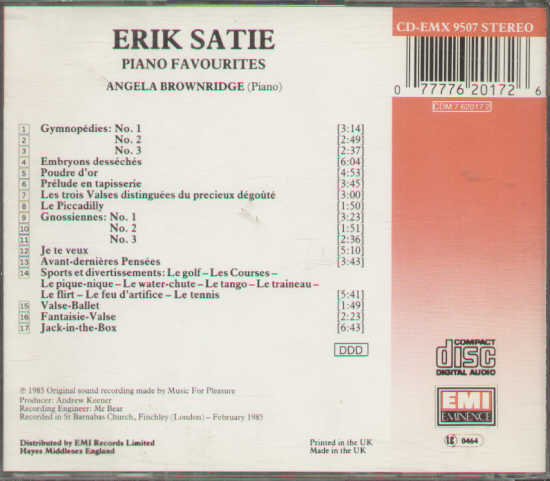 ERIK SATIE
PIANO FAVOURITES
ANGELA BROWNRIDGE (Piano)
CD-EMX 9507 STEREO
0 77776 20172 6
CDM 7 62017 2
1 Gymnopédies: No. 1 [3:14]
2 No. 2 [2:49]
3 No. 3 [2:37]
4 Embryons desséchés [6:04]
5 Poudre d'or [4:53]
6 Prélude en tapisserie [3:45]
7 Les trois Valses distinguées du precieux dégoûté [3:00]
8 Le Piccadilly [1:50]
9 Gnossiennes: No. 1 [3:23]
10 No. 2 [1:51]
11 No. 3 [2:36]
12 Je te veux [5:10]
13 Avant-dernières Pensées [3:43]
14 Sports et divertissements: Le golf – Les Courses –
Le pique-nique – Le water-chute – Le tango – Le traineau –
Le flirt – Le feu d'artifice – Le tennis [5:41]
15 Valse-Ballet [1:49]
16 Fantaisie-Valse [2:23]
17 Jack-in-the-Box [6:43]
DDD
COMPACT
disc
DIGITAL AUDIO
EMI
EMINENCE
0464
℗ 1985 Original sound recording made by Music For Pleasure
Producer: Andrew Keener
Recording Engineer: Mr Bear
Recorded in St Barnabas Church, Finchley (London) – February 1985
Distributed by EMI Records Limited
Hayes Middlesex England
Printed in the UK
Made in the UK